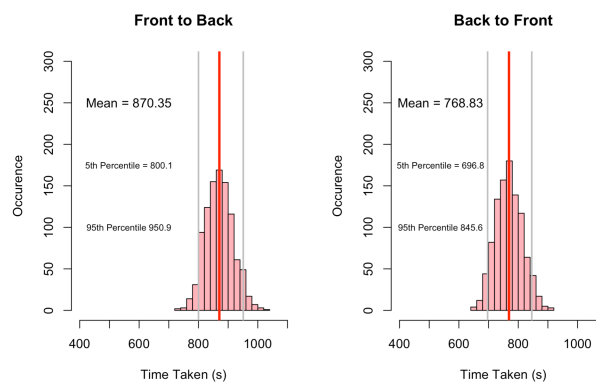 Front to Back
Occurence
300
250
200
150
100
50
0
Mean = 870.35
5th Percentile = 800.1
95th Percentile 950.9
400
600
800
1000
Time Taken (s)
Back to Front
Occurence
300
250
200
150
100
50
0
Mean = 768.83
5th Percentile = 696.8
95th Percentile 845.6
400
600
800
1000
Time Taken (s)